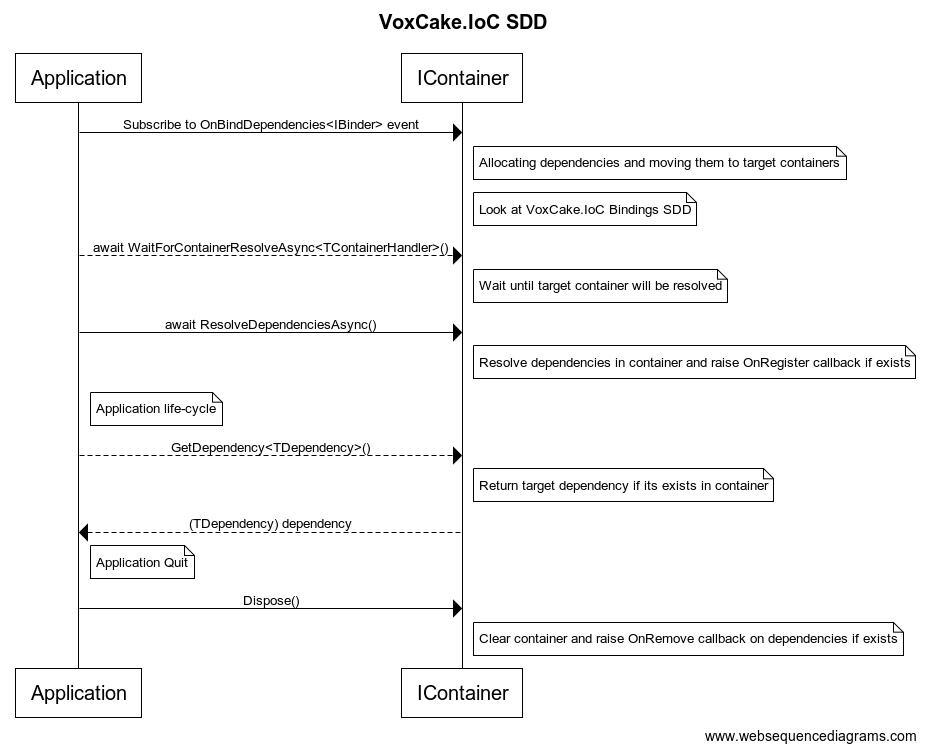 VoxCake.IoC SDD
Application
IContainer
Subscribe to OnBindDependencies<IBinder> event
Allocating dependencies and moving them to target containers
Look at VoxCake.IoC Bindings SDD
await WaitForContainerResolveAsync<TContainerHandler>()
Wait until target container will be resolved
await ResolveDependenciesAsync()
Resolve dependencies in container and raise OnRegister callback if exists
Application life-cycle
GetDependency<TDependency>()
Return target dependency if its exists in container
(TDependency) dependency
Application Quit
Dispose()
Clear container and raise OnRemove callback on dependencies if exists
Application
IContainer
www.websequencediagrams.com